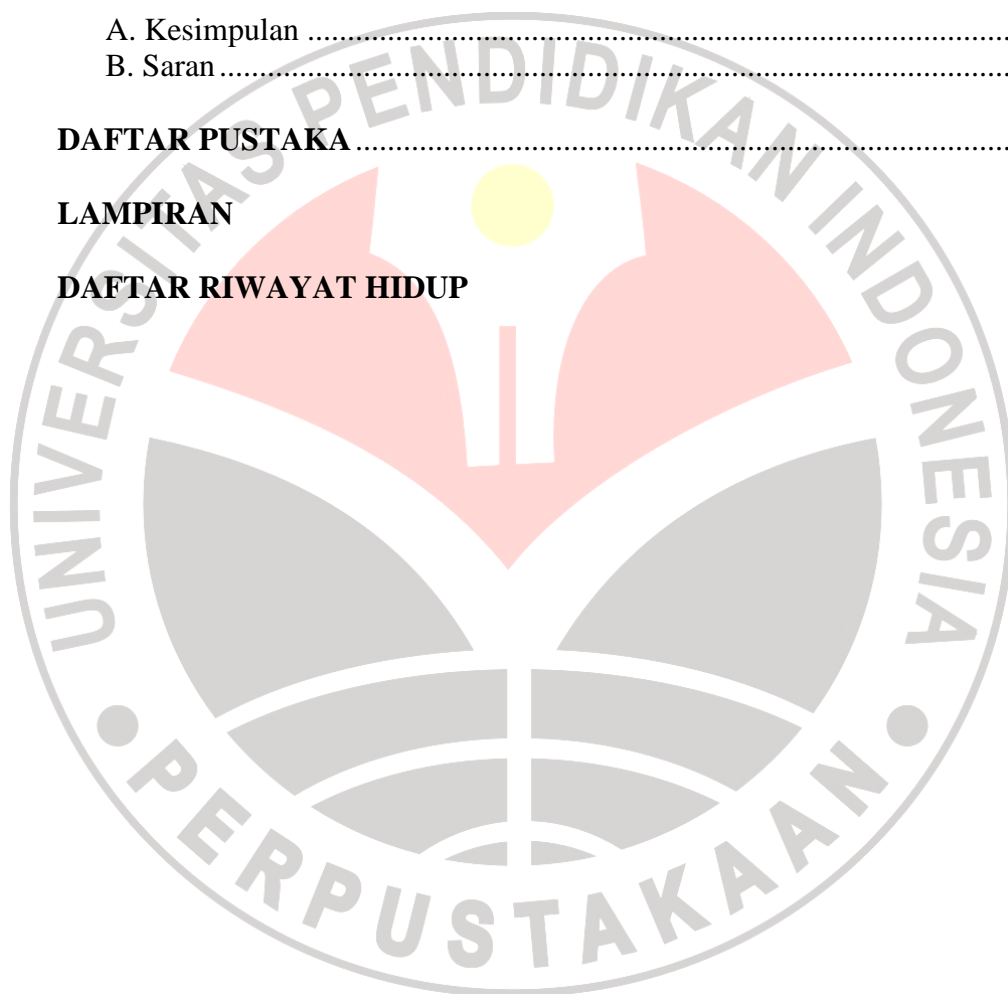 A. Kesimpulan ......................................................................................
B. Saran .................................................................................................
DAFTAR PUSTAKA .................................................................................
LAMPIRAN
DAFTAR RIWAYAT HIDUP
UNIVERSITAS PENDIDIKAN INDONESIA
PERPUSTAKAAN